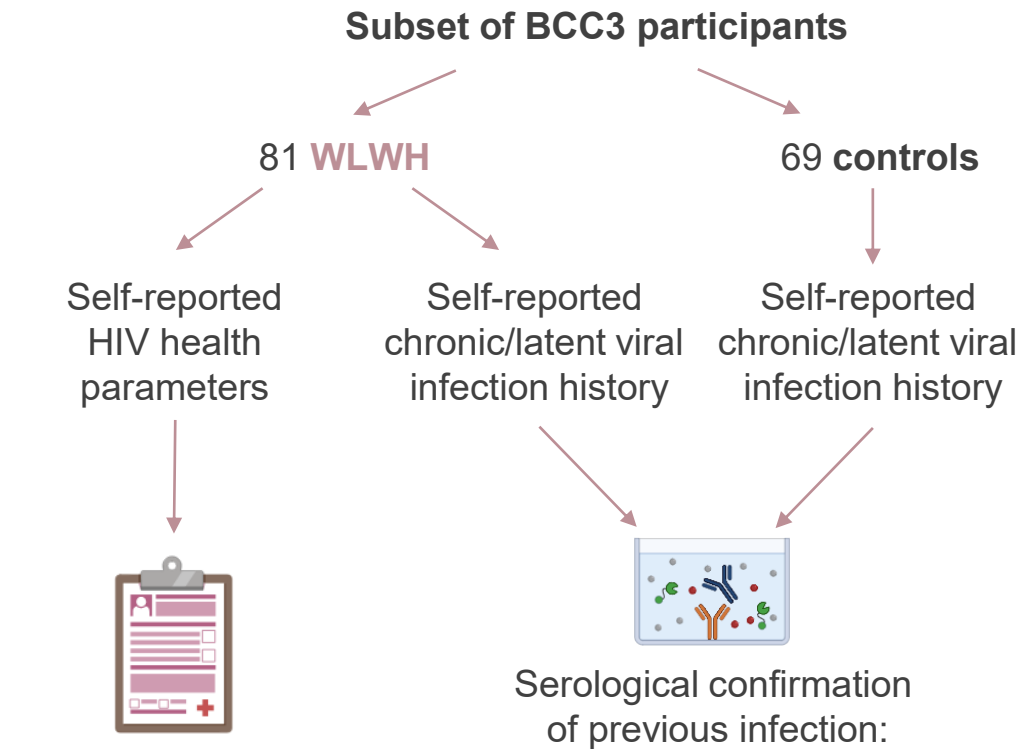 Subset of BCC3 participants
81 WLWH
69 controls
Self-reported
HIV health
parameters
Self-reported
chronic/latent viral
infection history
Self-reported
chronic/latent viral
infection history
Serological confirmation
of previous infection: